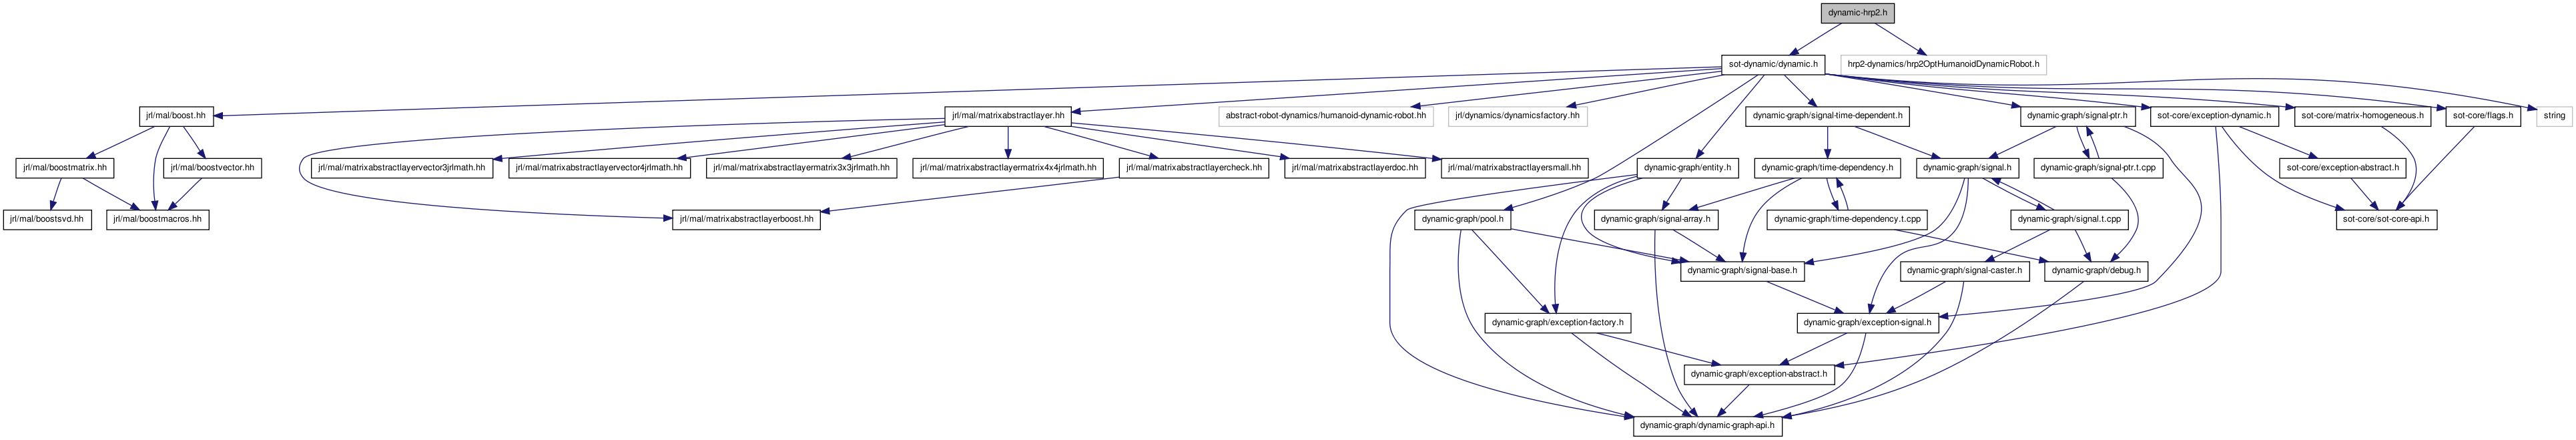 dynamic-hrp2.h
sot-dynamic/dynamic.h
hrp2-dynamics/hrp2OptHumanoidDynamicRobot.h
jrl/mal/boost.hh
jrl/mal/matrixabstractlayer.hh
abstract-robot-dynamics/humanoid-dynamic-robot.hh
jrl/dynamics/dynamicsfactory.hh
dynamic-graph/signal-time-dependent.h
dynamic-graph/signal-ptr.h
sot-core/exception-dynamic.h
sot-core/matrix-homogeneous.h
sot-core/flags.h
string
jrl/mal/boostmatrix.hh
jrl/mal/boostvector.hh
jrl/mal/matrixabstractlayervector3jrlmath.hh
jrl/mal/matrixabstractlayervector4jrlmath.hh
jrl/mal/matrixabstractlayermatrix3x3jrlmath.hh
jrl/mal/matrixabstractlayermatrix4x4jrlmath.hh
jrl/mal/matrixabstractlayercheck.hh
jrl/mal/matrixabstractlayerdoc.hh
jrl/mal/matrixabstractlayersmall.hh
dynamic-graph/entity.h
dynamic-graph/time-dependency.h
dynamic-graph/signal.h
dynamic-graph/signal-ptr.t.cpp
sot-core/exception-abstract.h
jrl/mal/boostsvd.hh
jrl/mal/boostmacros.hh
jrl/mal/matrixabstractlayerboost.hh
dynamic-graph/pool.h
dynamic-graph/signal-array.h
dynamic-graph/time-dependency.t.cpp
dynamic-graph/signal.t.cpp
sot-core/sot-core-api.h
dynamic-graph/signal-base.h
dynamic-graph/signal-caster.h
dynamic-graph/debug.h
dynamic-graph/exception-factory.h
dynamic-graph/exception-signal.h
dynamic-graph/exception-abstract.h
dynamic-graph/dynamic-graph-api.h